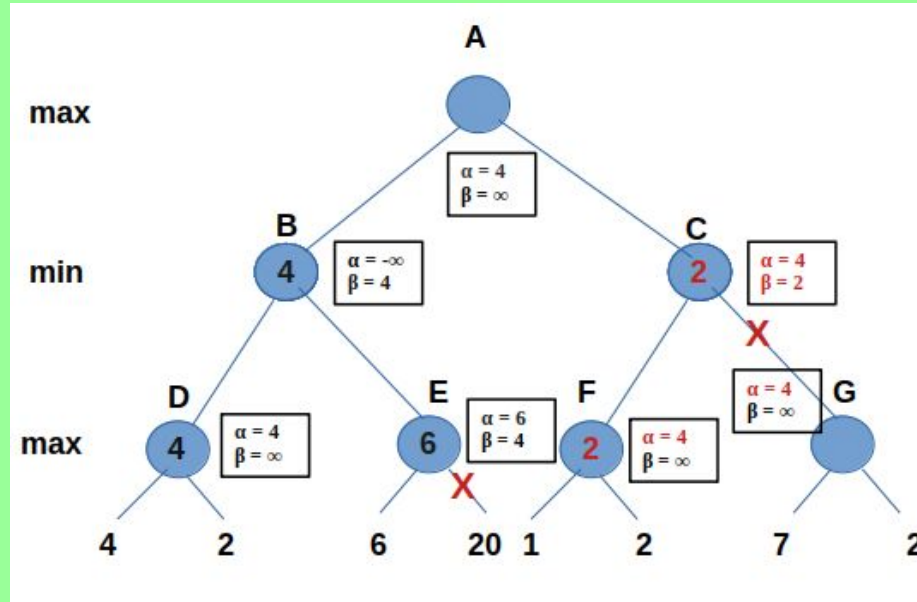 A
max
α = 4
β = ∞
B
C
min
4
α = -∞
β = 4
2
α = 4
β = 2
X
D
E
F
G
max
4
α = 4
β = ∞
6
α = 6
β = 4
2
α = 4
β = ∞
α = 4
β = ∞
X
4 2 6 20 1 2 7 2